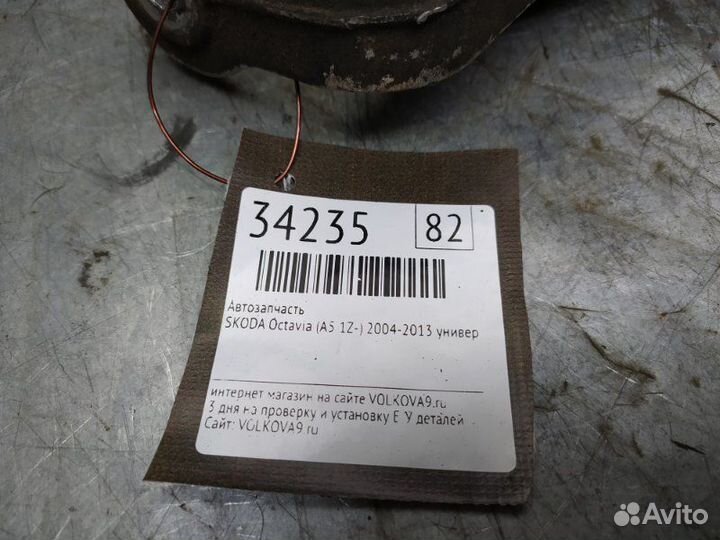 34235 82
Автозапчасть
SKODA Octavia (A5 1Z-) 2004-2013 универ
интернет магазин на сайте VOLKOVA9.ru
3 дня на проверку и установку Б/У деталей
Сайт: VOLKOVA9.ru
Avito